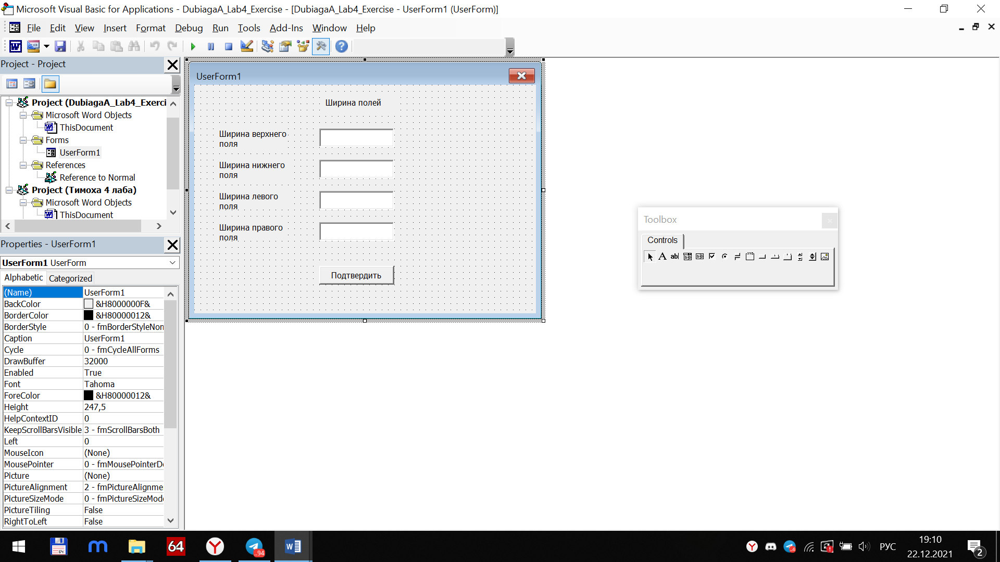 Microsoft Visual Basic for Applications - DubiagaA_Lab4_Exercise - [DubiagaA_Lab4_Exercise - UserForm1 (UserForm)]
File Edit View Insert Format Debug Run Tools Add-Ins Window Help
Project - Project
Project (DubiagaA_Lab4_Exerci
Microsoft Word Objects
ThisDocument
Forms
UserForm1
References
Reference to Normal
Project (Тимоха 4 лаба)
Microsoft Word Objects
ThisDocument
Properties - UserForm1
UserForm1 UserForm
Alphabetic Categorized
(Name) UserForm1
BackColor &H8000000F&
BorderColor &H80000012&
BorderStyle 0 - fmBorderStyleNon
Caption UserForm1
Cycle 0 - fmCycleAllForms
DrawBuffer 32000
Enabled True
Font Tahoma
ForeColor &H80000012&
Height 247,5
HelpContextID 0
KeepScrollBarsVisible 3 - fmScrollBarsBoth
Left 0
MouseIcon (None)
MousePointer 0 - fmMousePointerD
Picture (None)
PictureAlignment 2 - fmPictureAlignme
PictureSizeMode 0 - fmPictureSizeMod
PictureTiling False
RightToLeft False
UserForm1
Ширина полей
Ширина верхнего
поля
Ширина нижнего
поля
Ширина левого
поля
Ширина правого
поля
Подтвердить
Toolbox
Controls
A abl
64
..94
РУС
19:10
22.12.2021
2